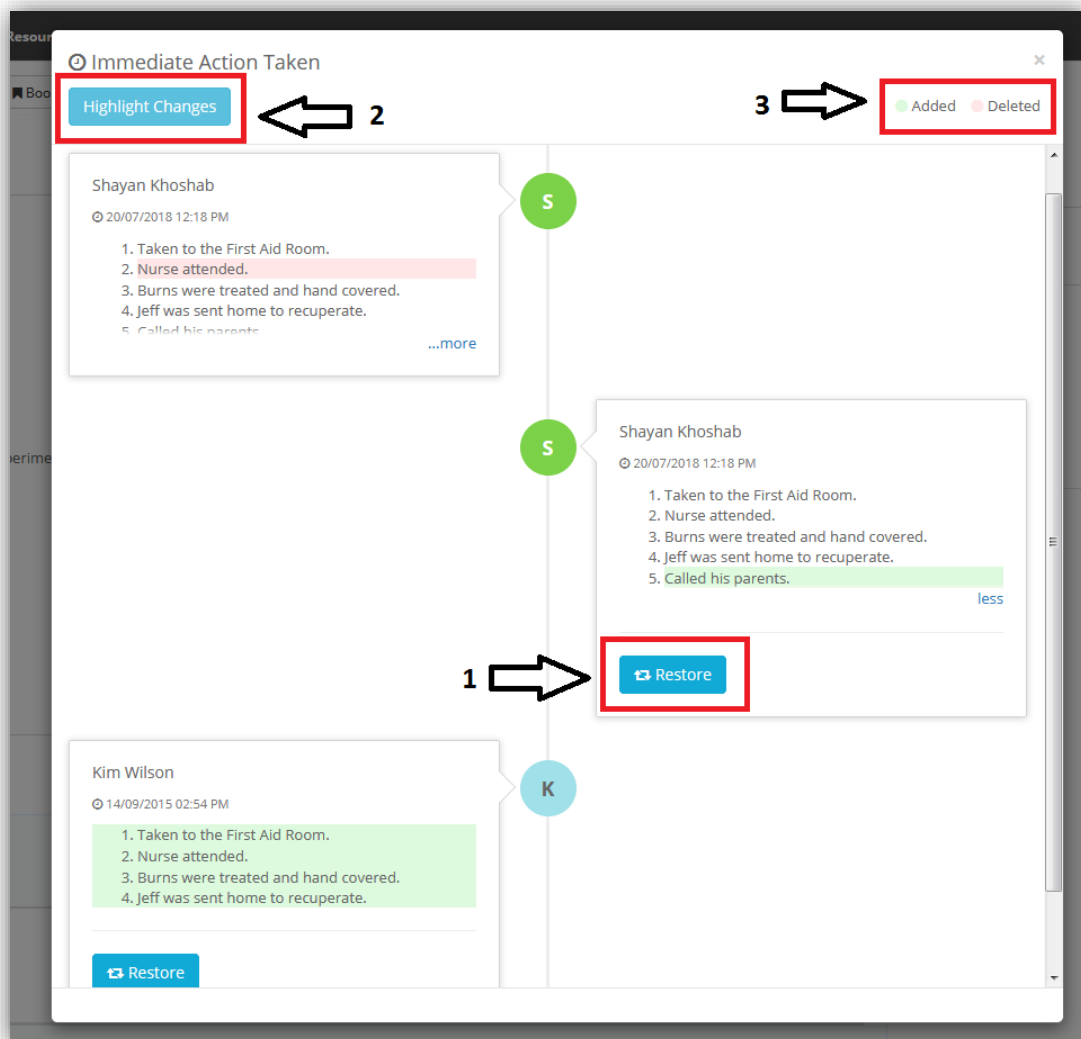 Resour
Immediate Action Taken
×
Boo
Highlight Changes
2
3
Added Deleted
Shayan Khoshab
20/07/2018 12:18 PM
1. Taken to the First Aid Room.
2. Nurse attended.
3. Burns were treated and hand covered.
4. Jeff was sent home to recuperate.
5. Called his parents.
...more
S
Shayan Khoshab
20/07/2018 12:18 PM
1. Taken to the First Aid Room.
2. Nurse attended.
3. Burns were treated and hand covered.
4. Jeff was sent home to recuperate.
5. Called his parents.
less
S
perime
1
Restore
Kim Wilson
14/09/2015 02:54 PM
1. Taken to the First Aid Room.
2. Nurse attended.
3. Burns were treated and hand covered.
4. Jeff was sent home to recuperate.
K
Restore